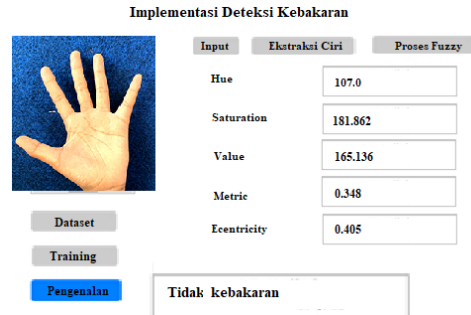 Implementasi Deteksi Kebakaran
Input Ekstraksi Ciri Proses Fuzzy
Hue 107.0
Saturation 181.862
Value 165.136
Metric 0.348
Ecentricity 0.405
Dataset
Training
Pengenalan
Tidak kebakaran